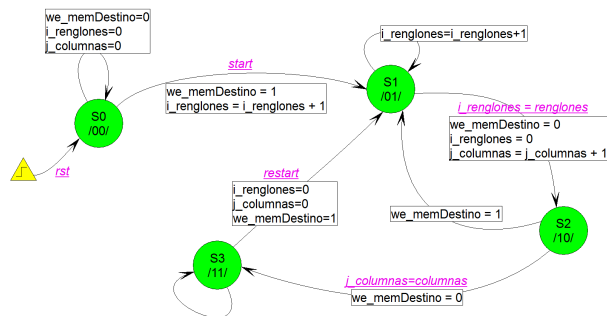 we_memDestino=0
i_renglones=0
j_columnas=0
start
we_memDestino = 1
i_renglones = i_renglones + 1
S0
/00/
rst
i_renglones=i_renglones+1
S1
/01/
i_renglones = renglones
we_memDestino = 0
i_renglones = 0
j_columnas = j_columnas + 1
restart
i_renglones=0
j_columnas=0
we_memDestino=1
we_memDestino = 1
S2
/10/
S3
/11/
j_columnas=columnas
we_memDestino = 0